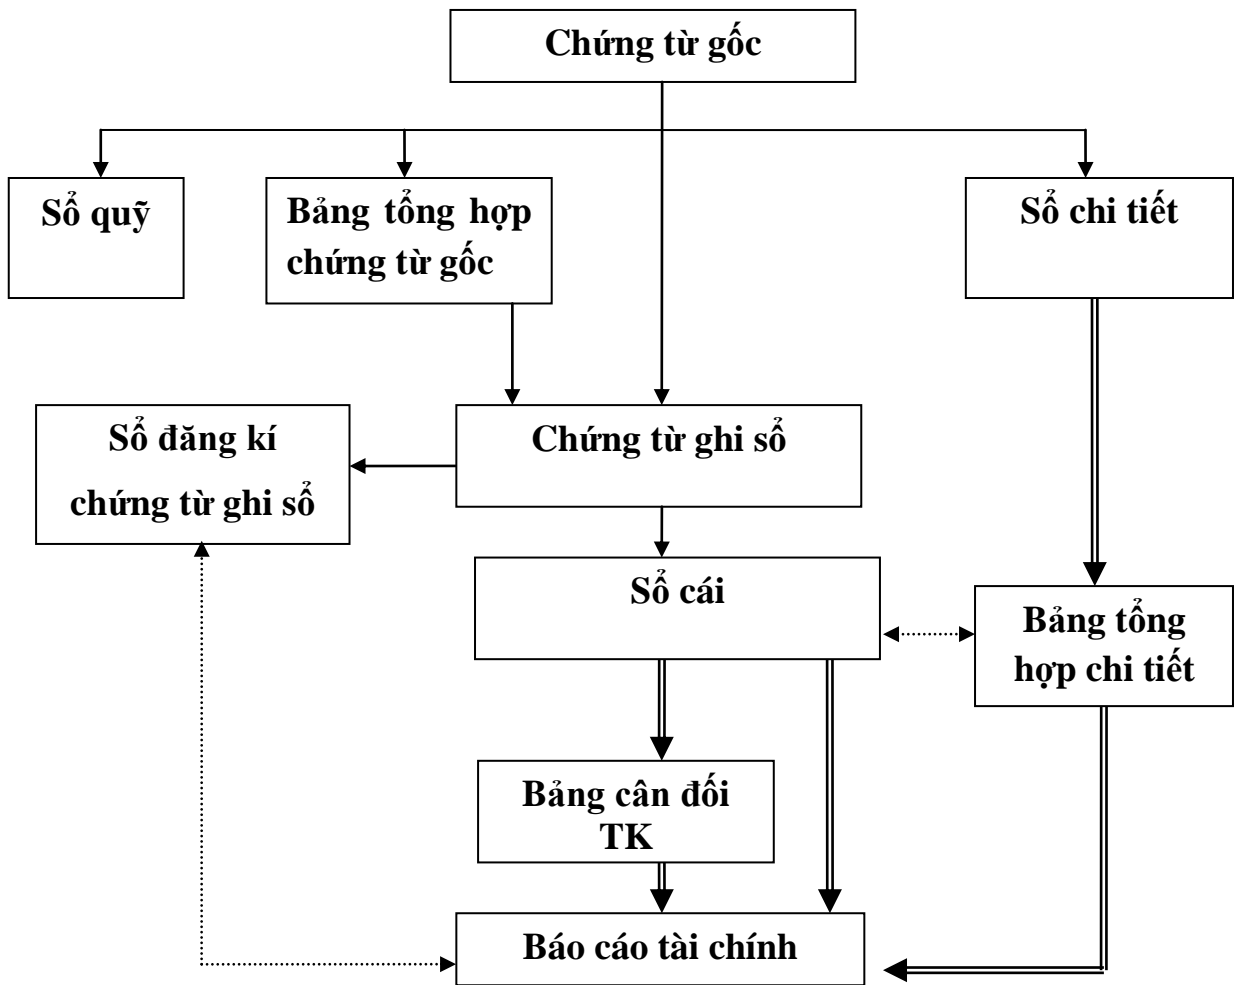 Chứng từ gốc
Sổ quỹ
Bảng tổng hợp
chứng từ gốc
Sổ chi tiết
Sổ đăng kí
chứng từ ghi sổ
Chứng từ ghi sổ
Sổ cái
Bảng tổng
hợp chi tiết
Bảng cân đối
TK
Báo cáo tài chính